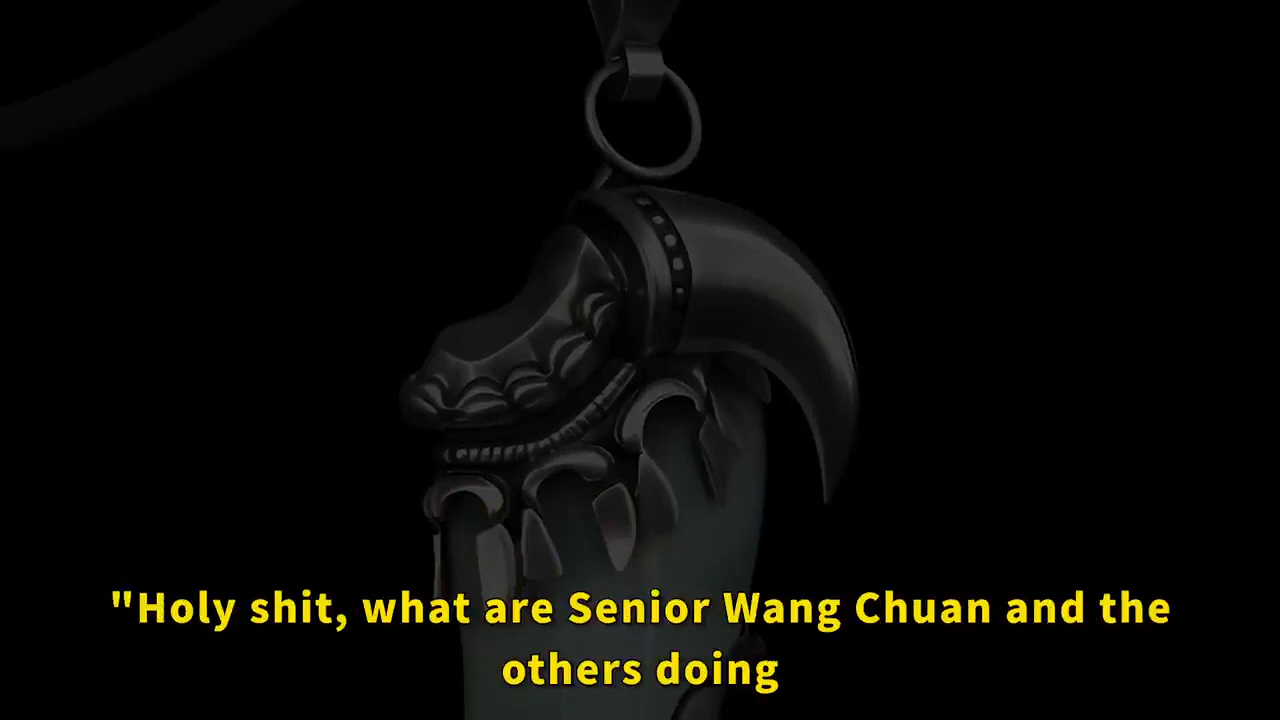 "Holy shit, what are Senior Wang Chuan and the
others doing